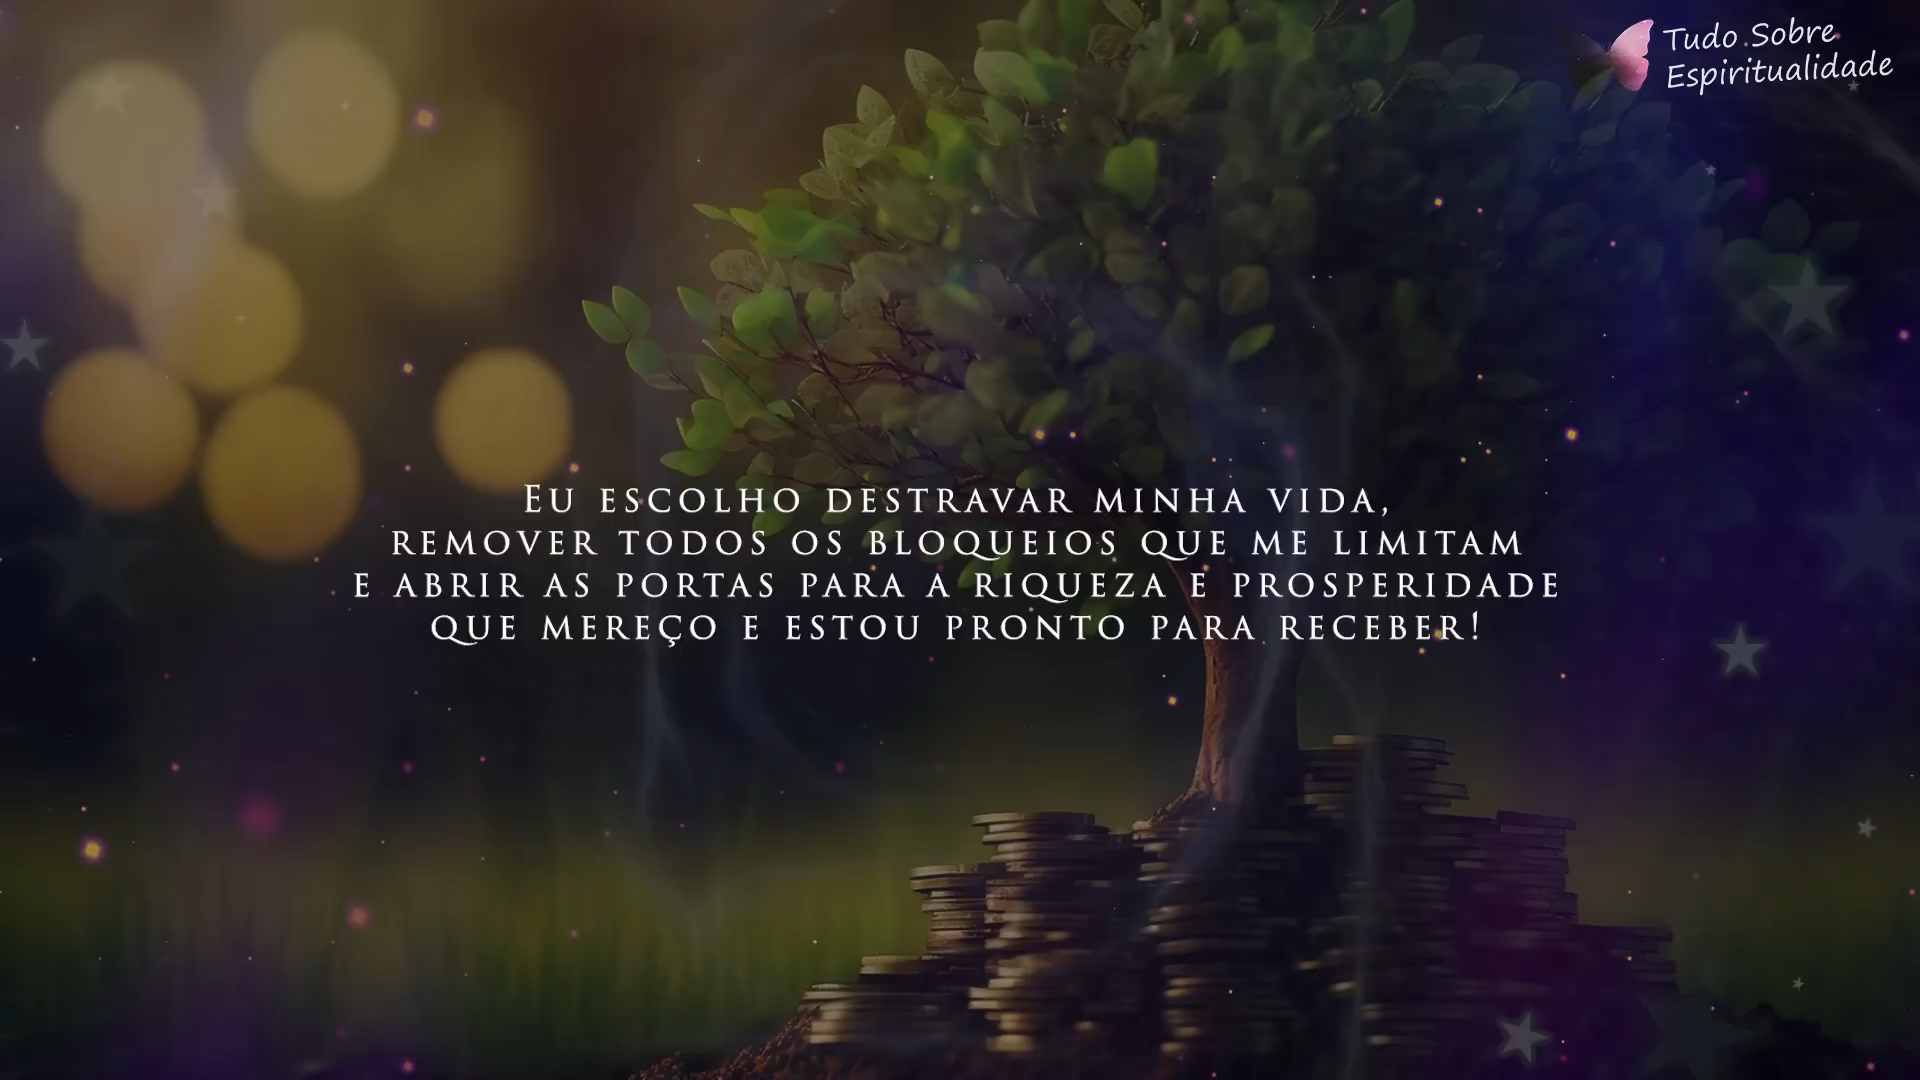 Tudo Sobre
Espiritualidade
Eu escolho destravar minha vida,
remover todos os bloqueios que me limitam
e abrir as portas para a riqueza e prosperidade
que mereço e estou pronto para receber!